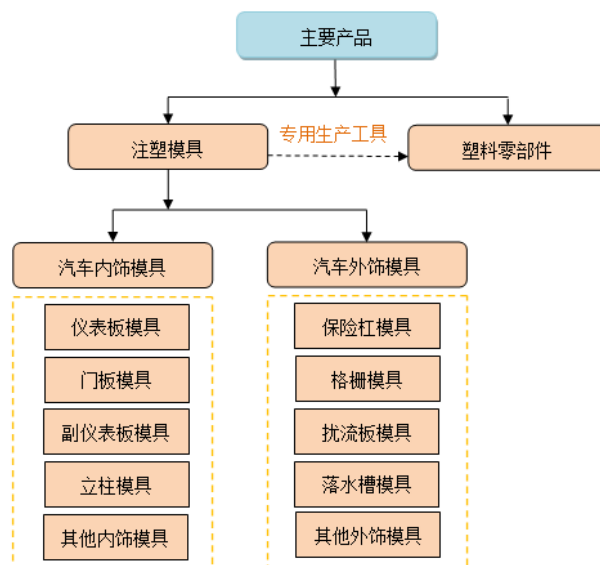 主要产品
专用生产工具
注塑模具
塑料零部件
汽车内饰模具
汽车外饰模具
仪表板模具
门板模具
副仪表板模具
立柱模具
其他内饰模具
保险杠模具
格栅模具
扰流板模具
落水槽模具
其他外饰模具